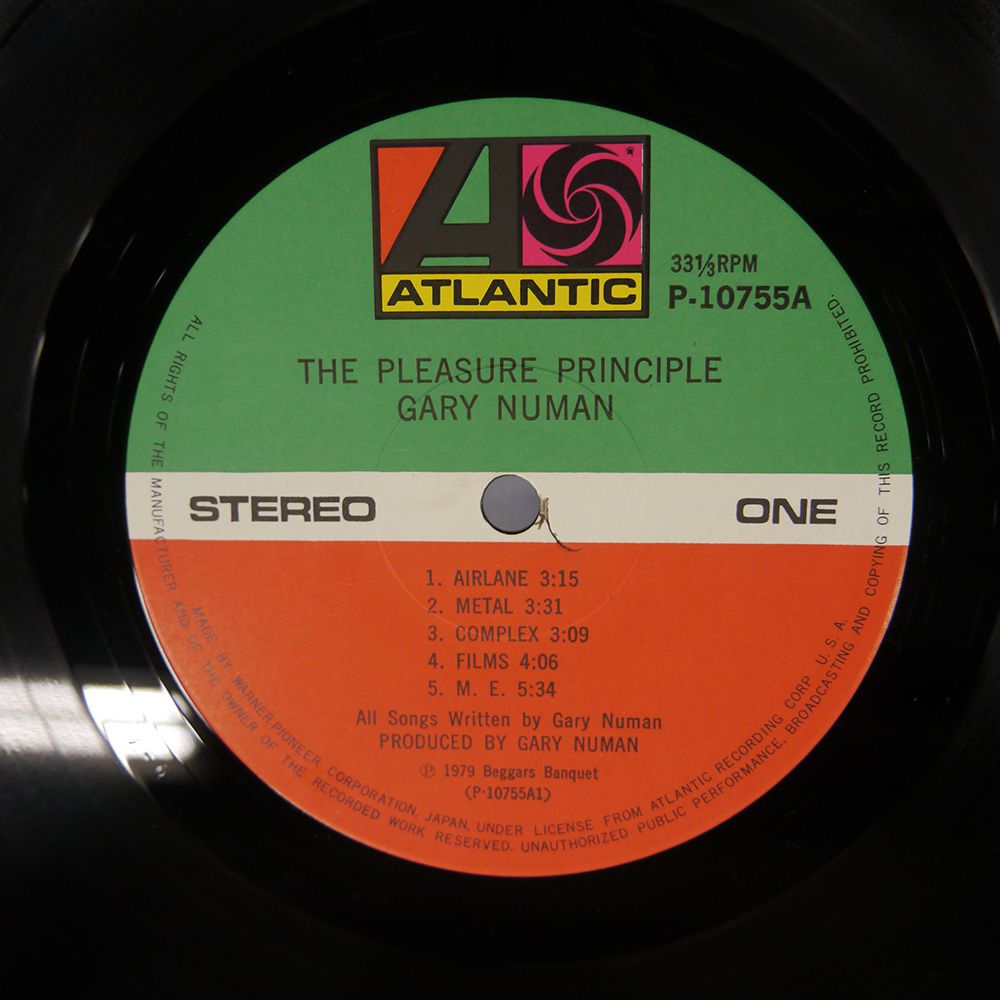 ATLANTIC
®
33⅓RPM
P-10755A
THE PLEASURE PRINCIPLE
GARY NUMAN
STEREO
ONE
1. AIRLANE 3:15
2. METAL 3:31
3. COMPLEX 3:09
4. FILMS 4:06
5. M. E. 5:34
All Songs Written by Gary Numan
PRODUCED BY GARY NUMAN
Ⓟ 1979 Beggars Banquet
(P-10755A1)
MADE BY WARNER-PIONEER CORPORATION, JAPAN, UNDER LICENSE FROM ATLANTIC RECORDING CORP U. S. A.
ALL RIGHTS OF THE MANUFACTURER AND OF THE OWNER OF THE RECORDED WORK RESERVED. UNAUTHORIZED PUBLIC PERFORMANCE, BROADCASTING AND COPYING OF THIS RECORD PROHIBITED.